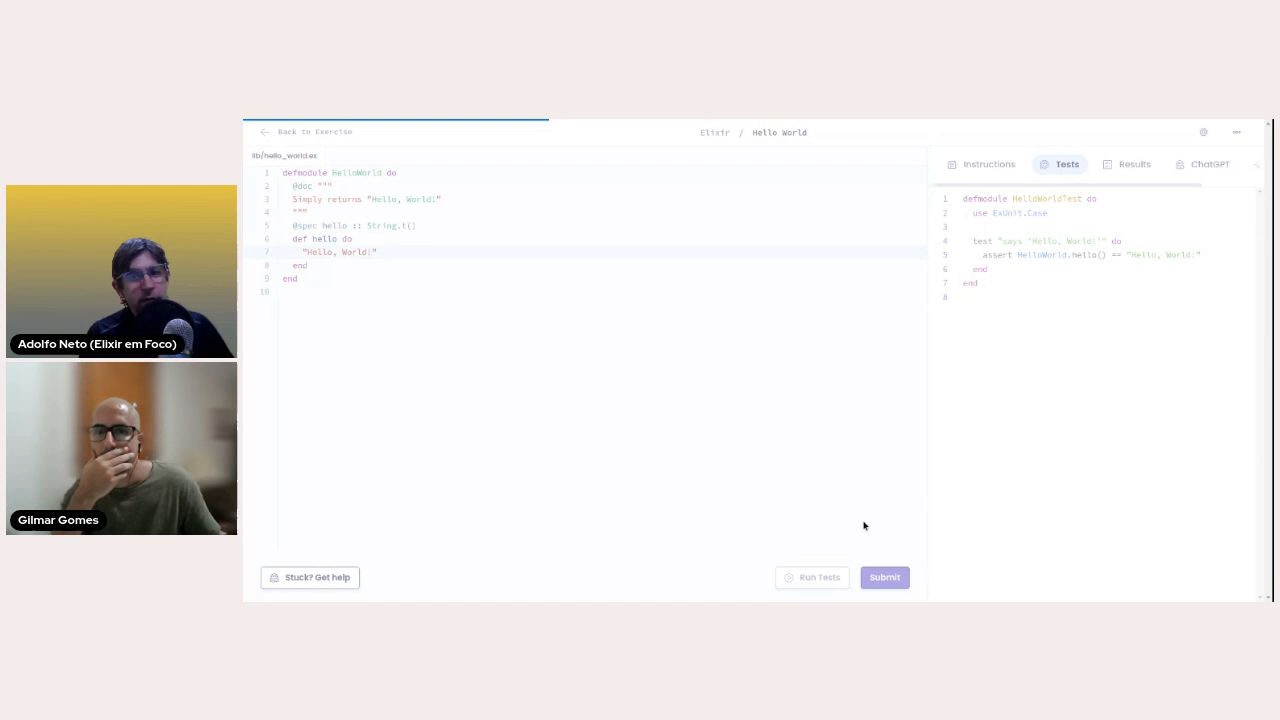 Adolfo Neto (Elixir em Foco)
Gilmar Gomes
Back to Exercise
Elixir / Hello World
lib/hello_world.ex
1 defmodule HelloWorld do
2 @doc """
3 Simply returns "Hello, World!"
4 """
5 @spec hello :: String.t()
6 def hello do
7 "Hello, World!"
8 end
9 end
10
Stuck? Get help
Run Tests
Submit
Instructions
Tests
Results
ChatGPT
1 defmodule HelloWorldTest do
2 use ExUnit.Case
3
4 test "says 'Hello, World!'" do
5 assert HelloWorld.hello() == "Hello, World!"
6 end
7 end
8